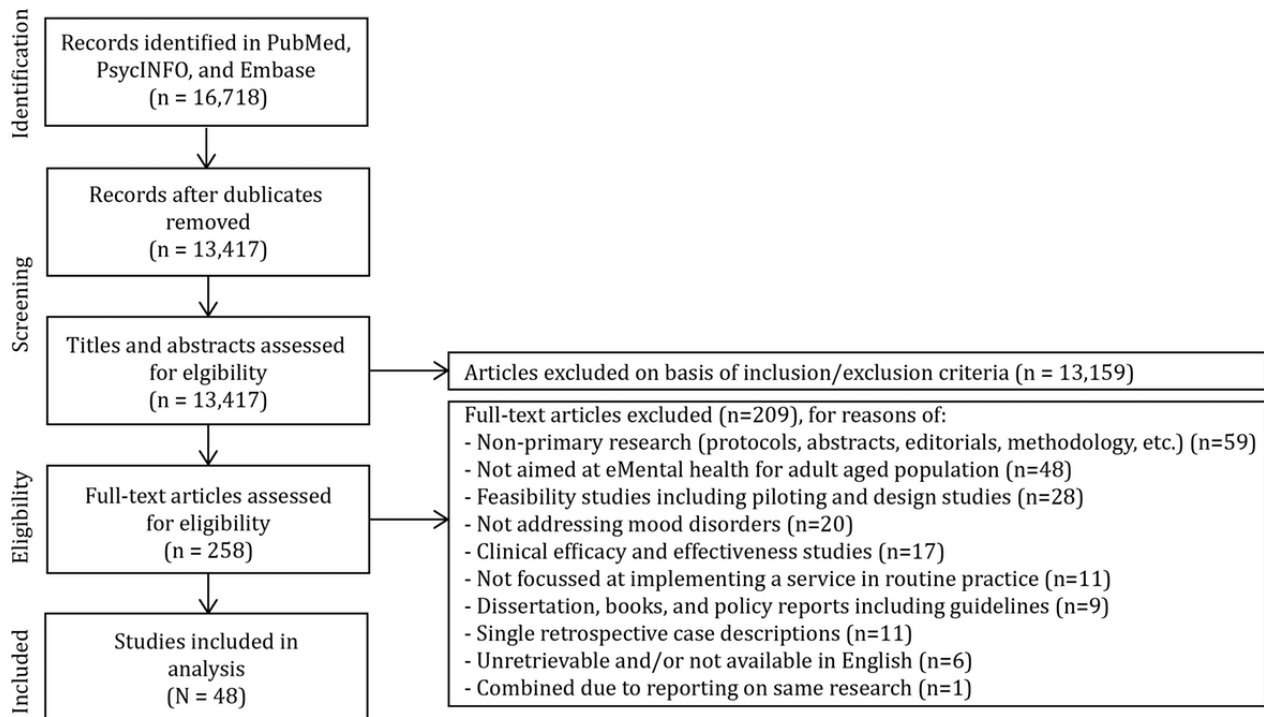 Identification
Records identified in PubMed,
PsycINFO, and Embase
(n = 16,718)
Screening
Records after dublicates
removed
(n = 13,417)
Titles and abstracts assessed
for elgibility
(n = 13,417)
Articles excluded on basis of inclusion/exclusion criteria (n = 13,159)
Eligibility
Full-text articles assessed
for eligibility
(n = 258)
Full-text articles excluded (n=209), for reasons of:
- Non-primary research (protocols, abstracts, editorials, methodology, etc.) (n=59)
- Not aimed at eMental health for adult aged population (n=48)
- Feasibility studies including piloting and design studies (n=28)
- Not addressing mood disorders (n=20)
- Clinical efficacy and effectiveness studies (n=17)
- Not focussed at implementing a service in routine practice (n=11)
- Dissertation, books, and policy reports including guidelines (n=9)
- Single retrospective case descriptions (n=11)
- Unretrievable and/or not available in English (n=6)
- Combined due to reporting on same research (n=1)
Included
Studies included in
analysis
(N = 48)